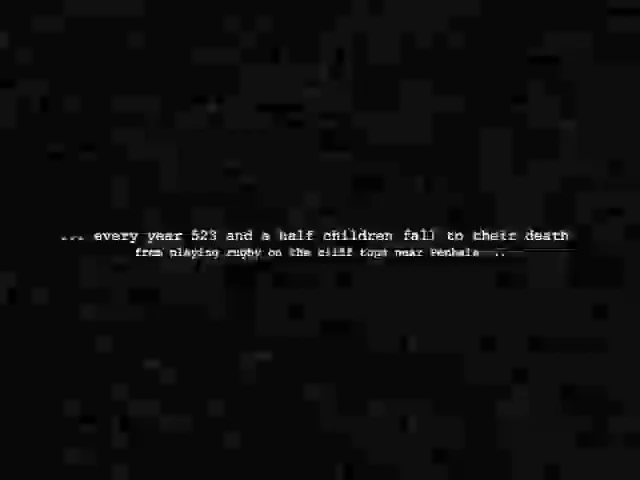 ... every year 523 and a half children fall to their death
from playing rugby on the cliff tops near ...